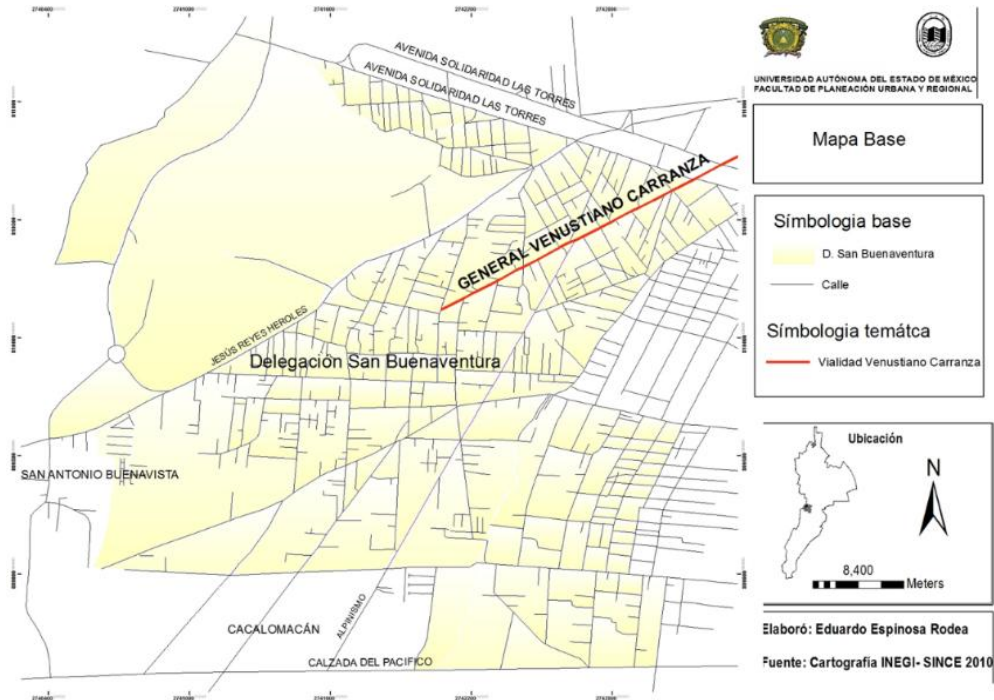 AVENIDA SOLIDARIDAD LAS TORRES
AVENIDA SOLIDARIDAD LAS TORRES
GENERAL VENUSTIANO CARRANZA
JESÚS REYES HEROLES
Delegación San Buenaventura
SAN ANTONIO BUENAVISTA
CACALOMACÁN
ALPINISMO
CALZADA DEL PACIFICO
UNIVERSIDAD AUTÓNOMA DEL ESTADO DE MÉXICO
FACULTAD DE PLANEACIÓN URBANA Y REGIONAL
Mapa Base
Símbologia base
D. San Buenaventura
Calle
Símbologia temátca
Vialidad Venustiano Carranza
Ubicación
N
8,400
Meters
Elaboró: Eduardo Espinosa Rodea
Fuente: Cartografía INEGI- SINCE 2010